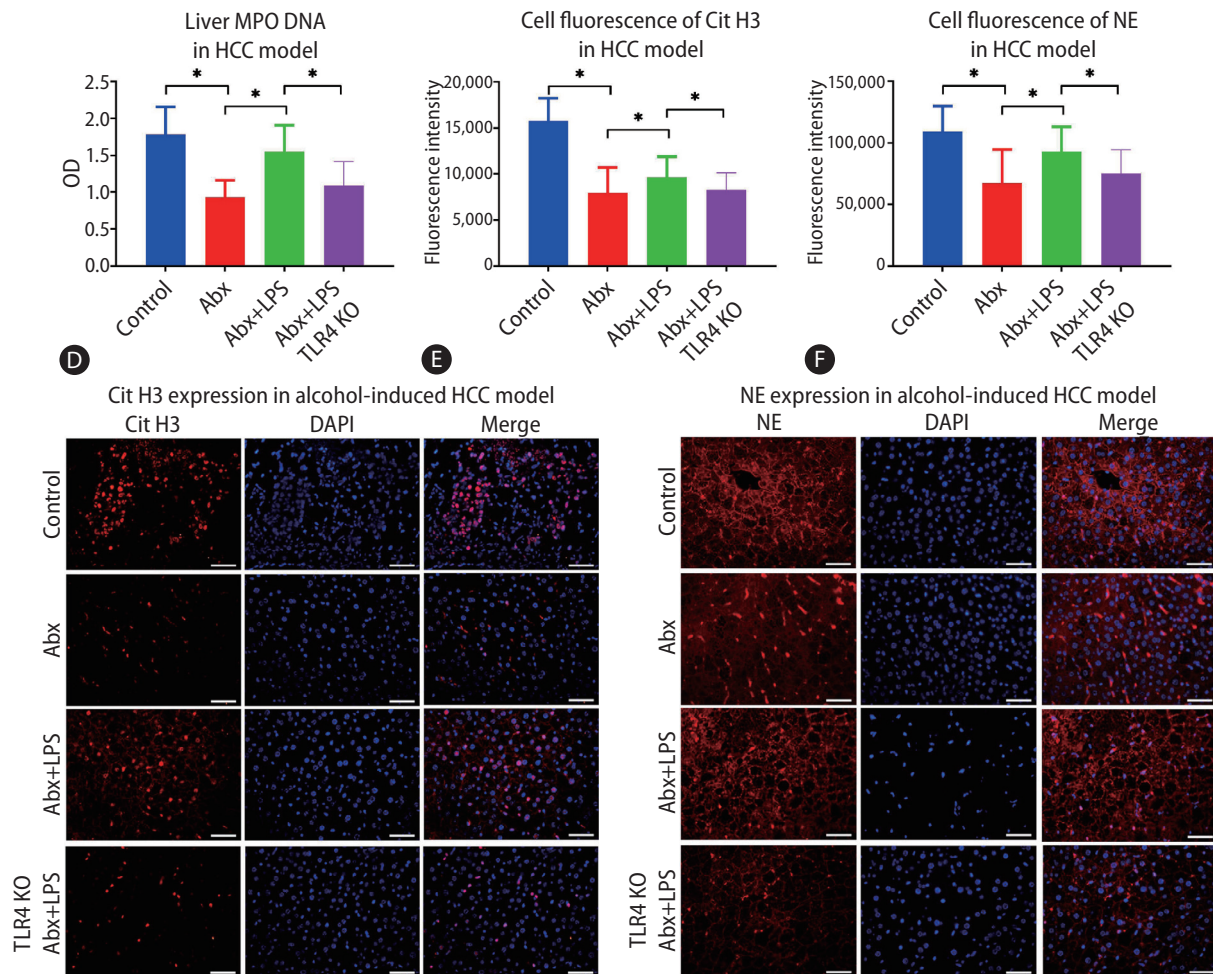 Liver MPO DNA
in HCC model
OD
2.5
2.0
1.5
1.0
0.5
0.0
*
*
*
Control
Abx
Abx+LPS
Abx+LPS
TLR4 KO
Cell fluorescence of Cit H3
in HCC model
Fluorescence intensity
20,000
15,000
10,000
5,000
0
*
*
*
Control
Abx
Abx+LPS
Abx+LPS
TLR4 KO
Cell fluorescence of NE
in HCC model
Fluorescence intensity
150,000
100,000
50,000
0
*
*
*
Control
Abx
Abx+LPS
Abx+LPS
TLR4 KO
D
E
F
Cit H3 expression in alcohol-induced HCC model
Cit H3
DAPI
Merge
Control
Abx
Abx+LPS
TLR4 KO
Abx+LPS
NE expression in alcohol-induced HCC model
NE
DAPI
Merge
Control
Abx
Abx+LPS
TLR4 KO
Abx+LPS